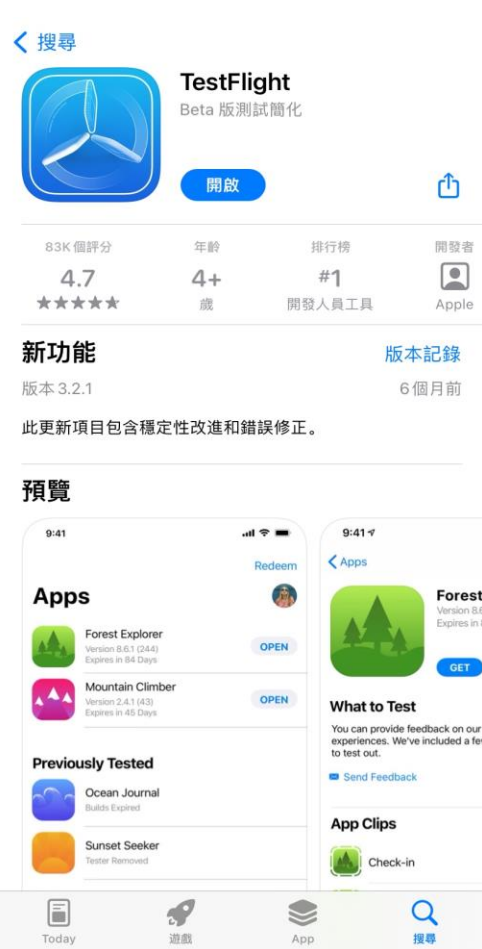 搜尋
TestFlight
Beta 版測試簡化
開啟
83K 個評分
4.7
年齡
4+
歲
排行榜
#1
開發人員工具
開發者
Apple
新功能
版本記錄
版本 3.2.1
6 個月前
此更新項目包含穩定性改進和錯誤修正。
預覽
9:41
Redeem
Apps
Forest Explorer
Version 8.6.1 (244)
Expires in 84 Days
OPEN
Mountain Climber
Version 2.4.1 (43)
Expires in 45 Days
OPEN
Previously Tested
Ocean Journal
Builds Expired
Sunset Seeker
Tester Removed
9:41
Apps
Forest
Version 8.6
Expires in 8
GET
What to Test
You can provide feedback on our
experiences. We've included a few
to test out.
Send Feedback
App Clips
Check-in
Today
遊戲
App
搜尋